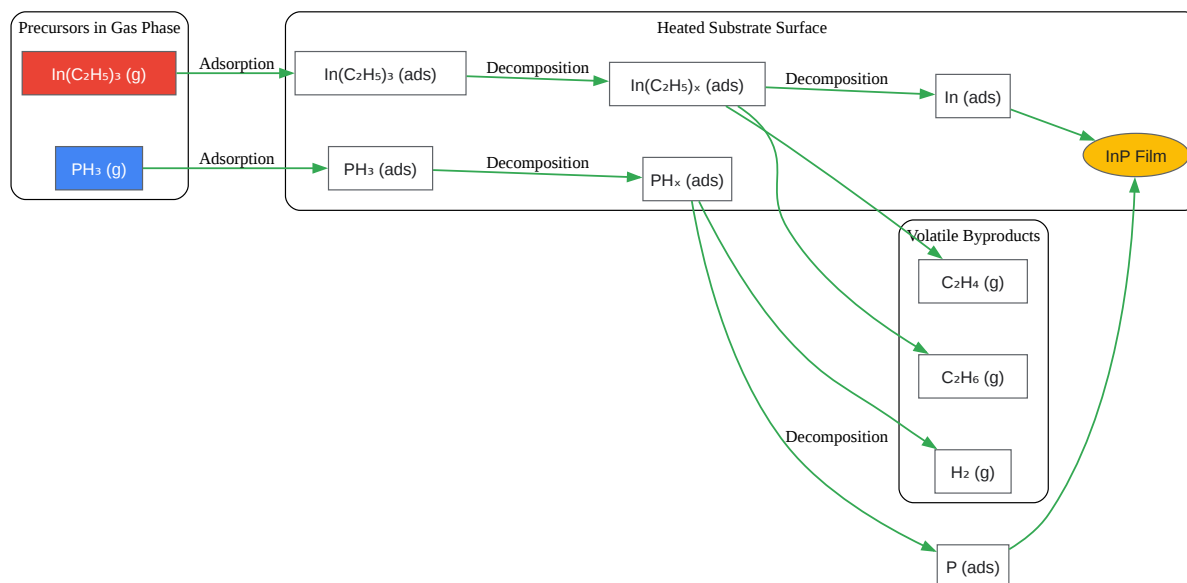 Precursors in Gas Phase
Heated Substrate Surface
In(C₂H₅)₃ (g)
Adsorption
In(C₂H₅)₃ (ads)
Decomposition
In(C₂H₅)ₓ (ads)
Decomposition
In (ads)
InP Film
PH₃ (g)
Adsorption
PH₃ (ads)
Decomposition
PHₓ (ads)
Volatile Byproducts
C₂H₄ (g)
C₂H₆ (g)
Decomposition
H₂ (g)
P (ads)